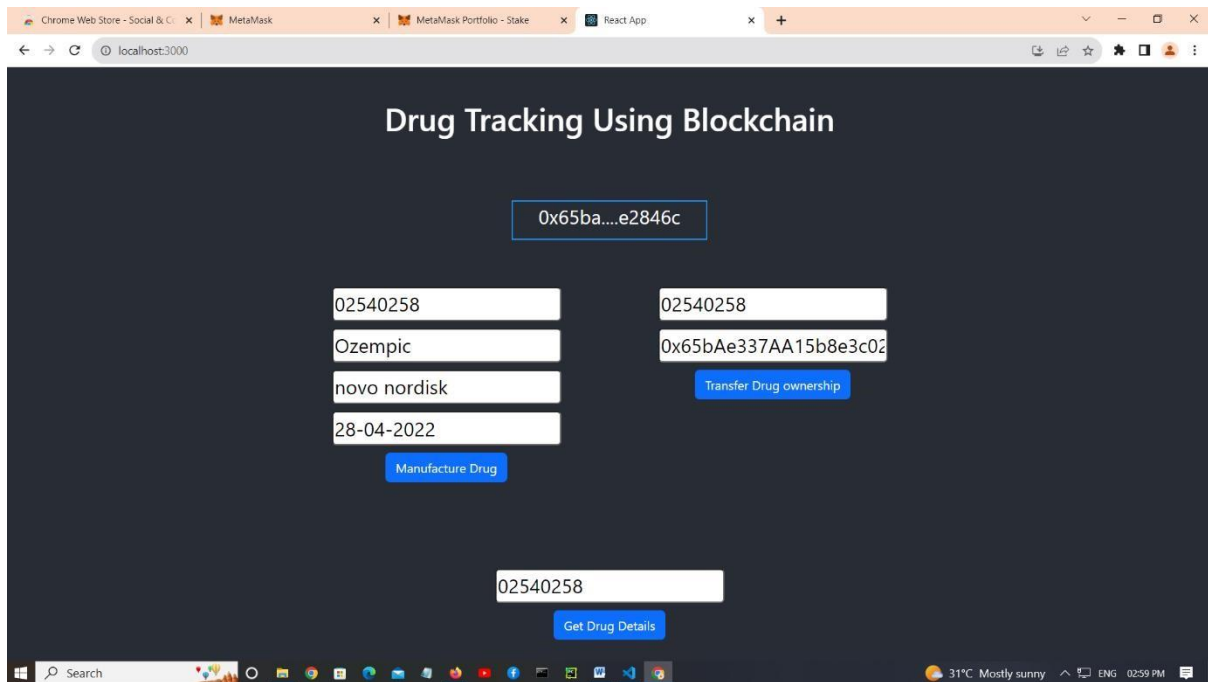 Chrome Web Store - Social & C
MetaMask
MetaMask Portfolio - Stake
React App
localhost:3000
Drug Tracking Using Blockchain
0x65ba....e2846c
02540258
Ozempic
novo nordisk
28-04-2022
Manufacture Drug
02540258
0x65bAe337AA15b8e3c02
Transfer Drug ownership
02540258
Get Drug Details
Search
31°C Mostly sunny
ENG
02:59 PM